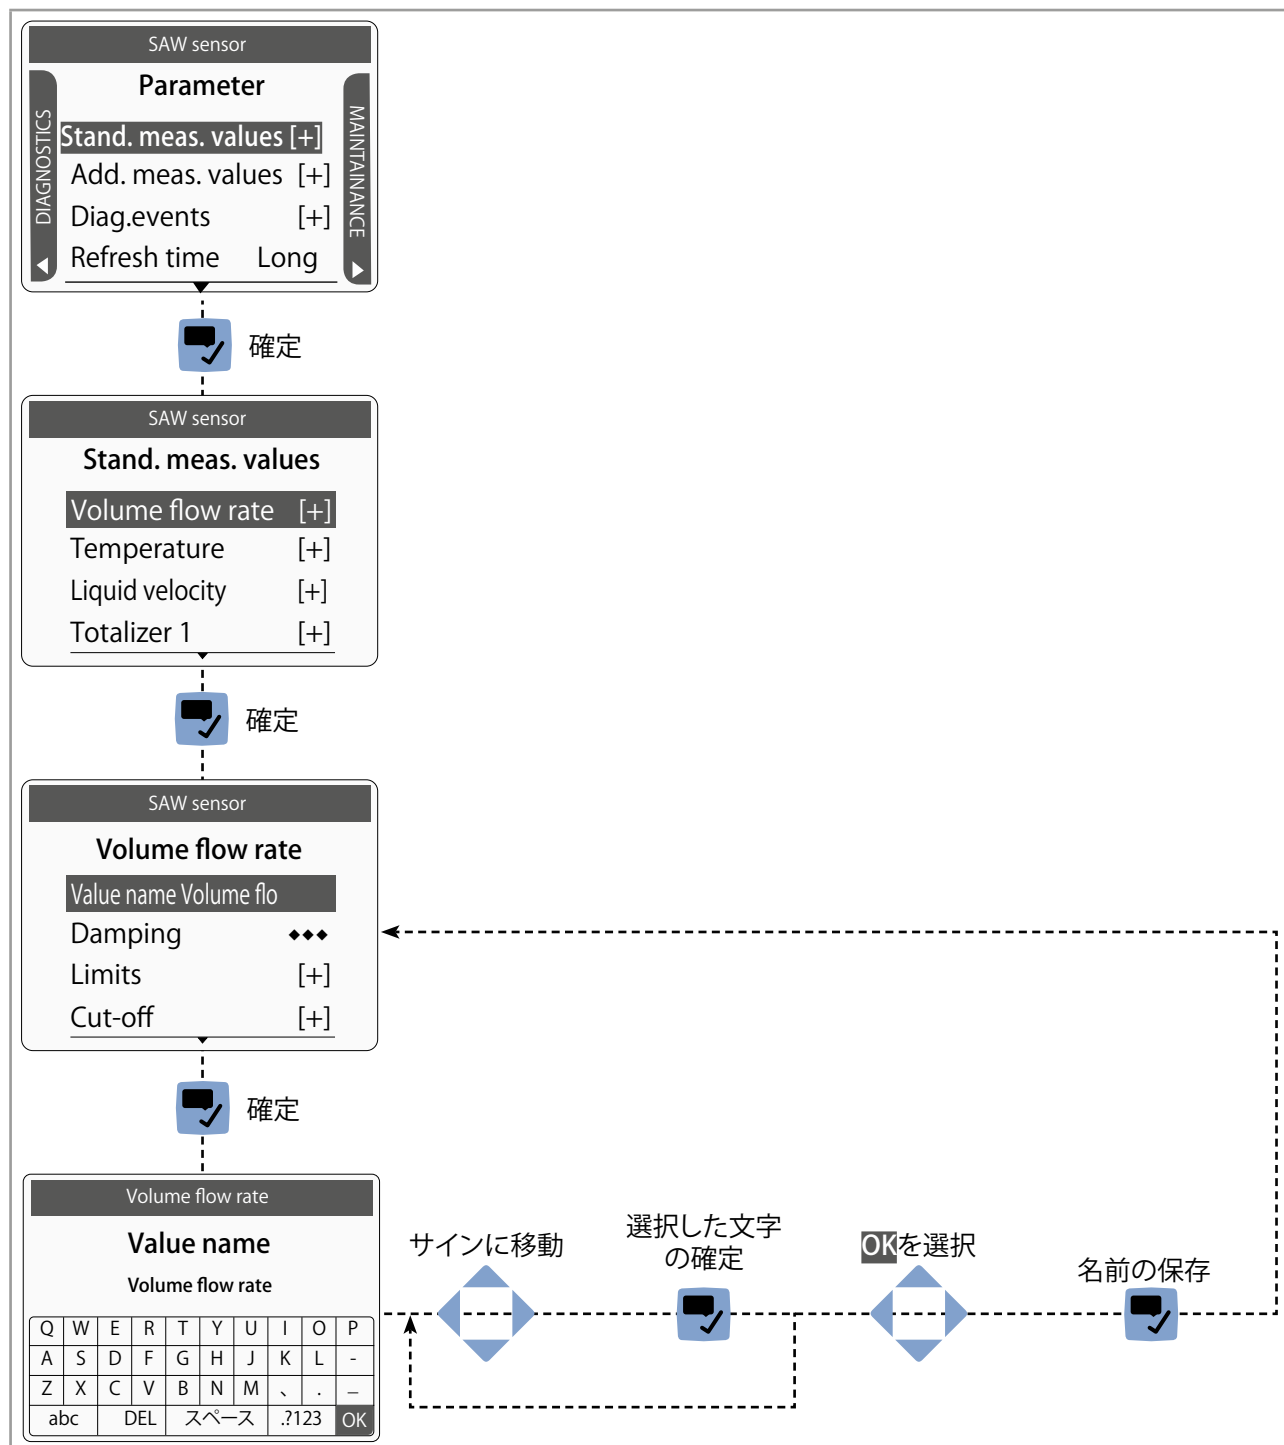 SAW sensor
Parameter
DIAGNOSTICS
MAINTAINANCE
Stand. meas. values [+]
Add. meas. values [+]
Diag.events [+]
Refresh time Long
確定
SAW sensor
Stand. meas. values
Volume flow rate [+]
Temperature [+]
Liquid velocity [+]
Totalizer 1 [+]
確定
SAW sensor
Volume flow rate
Value name Volume flo
Damping ◆◆◆
Limits [+]
Cut-off [+]
確定
Volume flow rate
Value name
Volume flow rate
Q W E R T Y U I O P
A S D F G H J K L -
Z X C V B N M 、 . _
abc DEL スペース .?123 OK
サインに移動
選択した文字
の確定
OKを選択
名前の保存